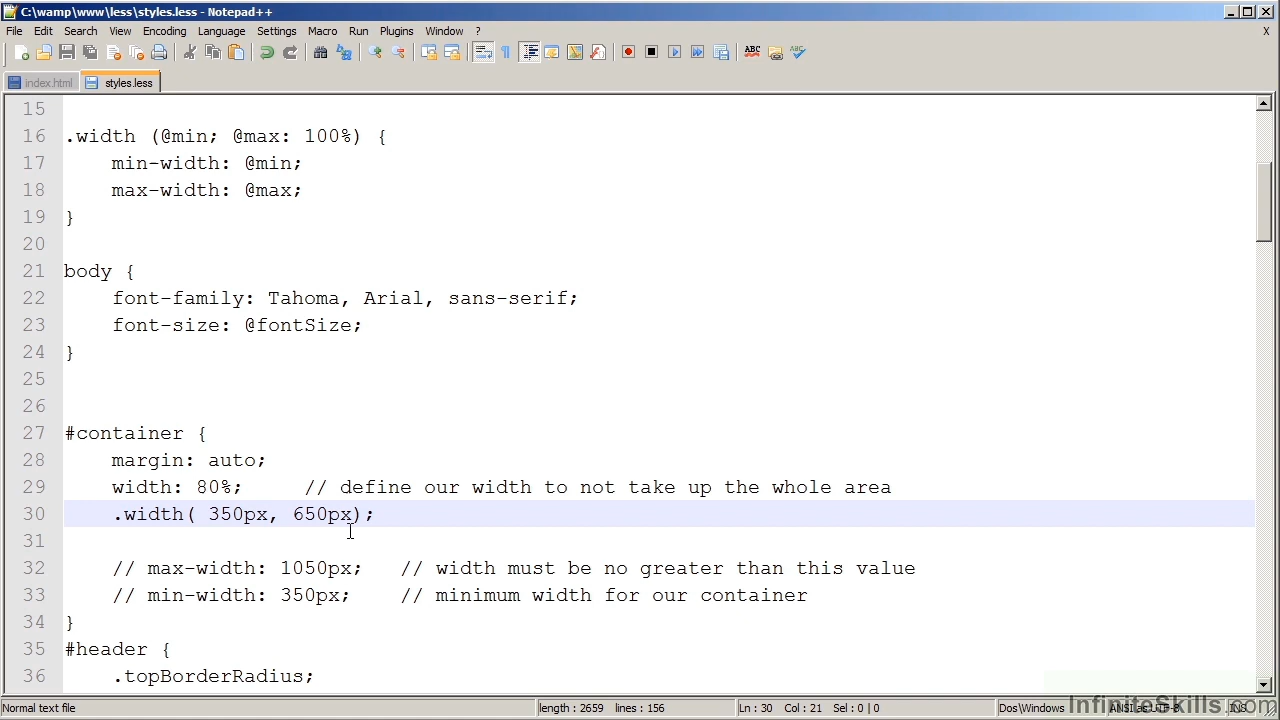 C:\wamp\www\less\styles.less - Notepad++
File Edit Search View Encoding Language Settings Macro Run Plugins Window ? X
index.html styles.less
15
16 .width (@min; @max: 100%) {
17 min-width: @min;
18 max-width: @max;
19 }
20
21 body {
22 font-family: Tahoma, Arial, sans-serif;
23 font-size: @fontSize;
24 }
25
26
27 #container {
28 margin: auto;
29 width: 80%; // define our width to not take up the whole area
30 .width( 350px, 650px);
31
32 // max-width: 1050px; // width must be no greater than this value
33 // min-width: 350px; // minimum width for our container
34 }
35 #header {
36 .topBorderRadius;
Normal text file length : 2659 lines : 156 Ln : 30 Col : 21 Sel : 0 | 0 Dos\Windows INS
InfiniteSkills.com